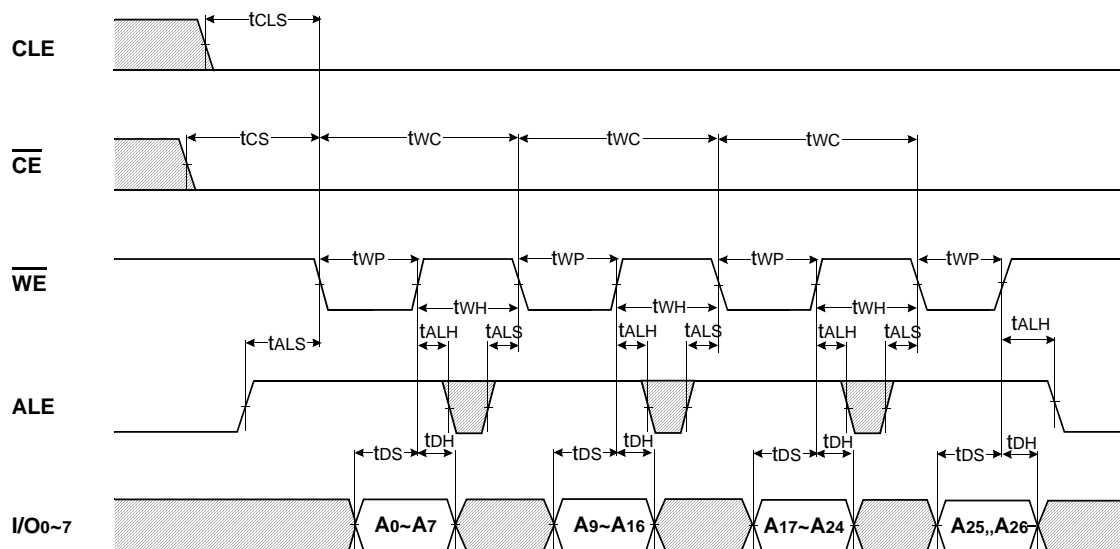 CLE
tCLS
CE
tCS tWC tWC tWC
WE
tWP tWP tWP tWP
tWH tWH tWH
tALS tALH tALS tALH tALS tALH tALS tALH
ALE
tDS tDH tDS tDH tDS tDH tDS tDH
I/O0~7 A0~A7 A9~A16 A17~A24 A25,,A26